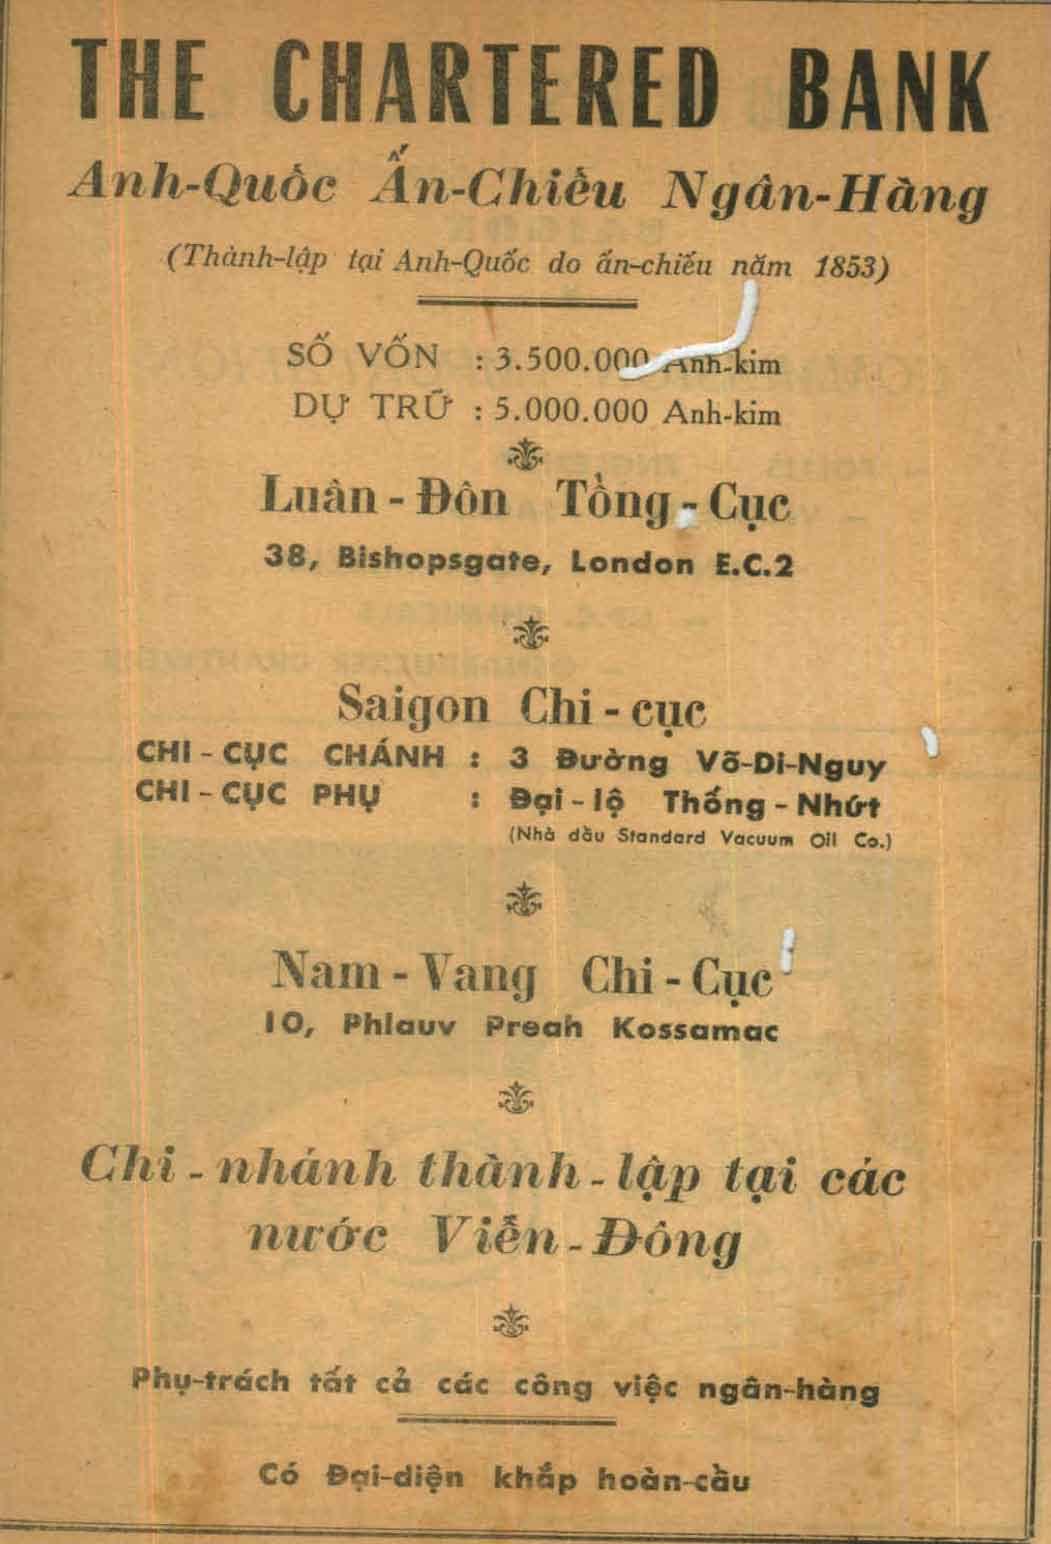 THE CHARTERED BANK
Anh-Quốc Ấn-Chiếu Ngân-Hàng
(Thành-lập tại Anh-Quốc do ấn-chiếu năm 1853)
SỐ VỐN : 3.500.000 Anh-kim
DỰ TRỮ : 5.000.000 Anh-kim
Luân - Đôn Tổng - Cục
38, Bishopsgate, London E.C.2
Saigon Chi - cục
CHI - CỤC CHÁNH : 3 Đường Võ-Di-Nguy
CHI - CỤC PHỤ : Đại - lộ Thống - Nhứt
(Nhà dầu Standard Vacuum Oil Co.)
Nam - Vang Chi - Cục
10, Phlauv Preah Kossamac
Chi - nhánh thành - lập tại các
nước Viễn - Đông
Phụ-trách tất cả các công việc ngân-hàng
Có Đại-diện khắp hoàn-cầu